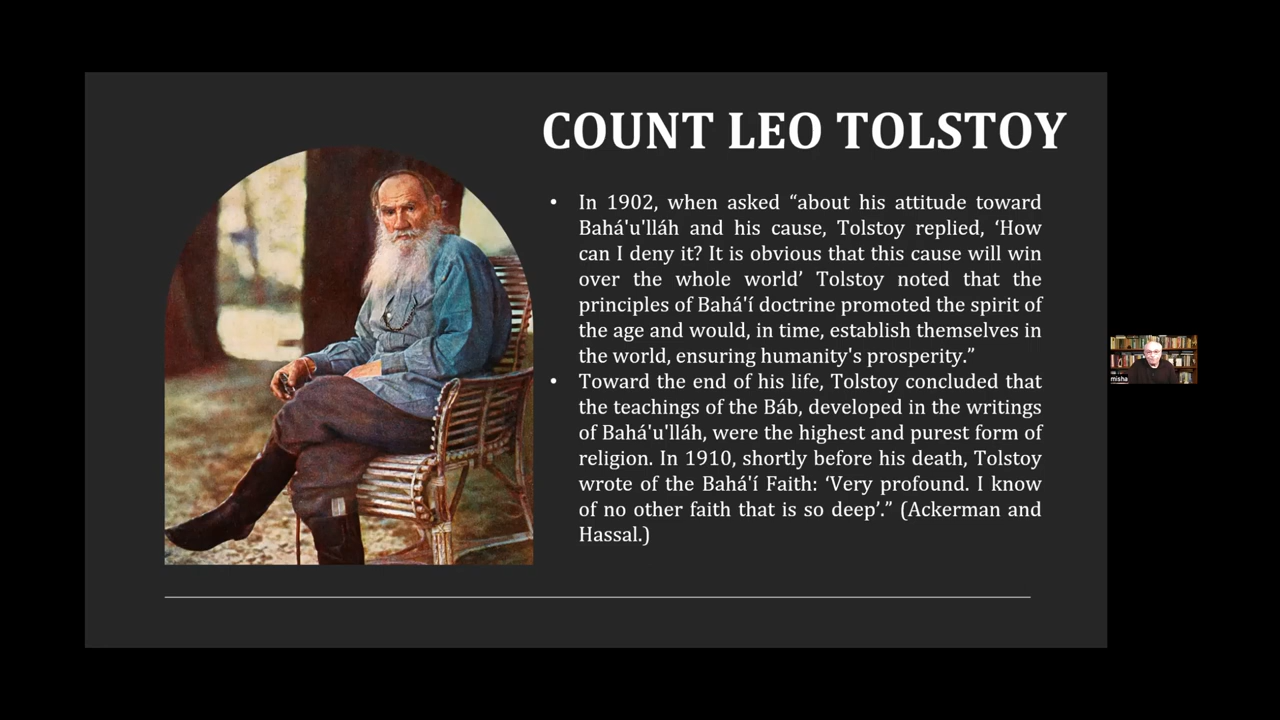 COUNT LEO TOLSTOY
• In 1902, when asked “about his attitude toward
Bahá'u'lláh and his cause, Tolstoy replied, ‘How
can I deny it? It is obvious that this cause will win
over the whole world’ Tolstoy noted that the
principles of Bahá'í doctrine promoted the spirit of
the age and would, in time, establish themselves in
the world, ensuring humanity's prosperity.”
• Toward the end of his life, Tolstoy concluded that
the teachings of the Báb, developed in the writings
of Bahá'u'lláh, were the highest and purest form of
religion. In 1910, shortly before his death, Tolstoy
wrote of the Bahá'í Faith: ‘Very profound. I know
of no other faith that is so deep’.” (Ackerman and
Hassal.)
misha